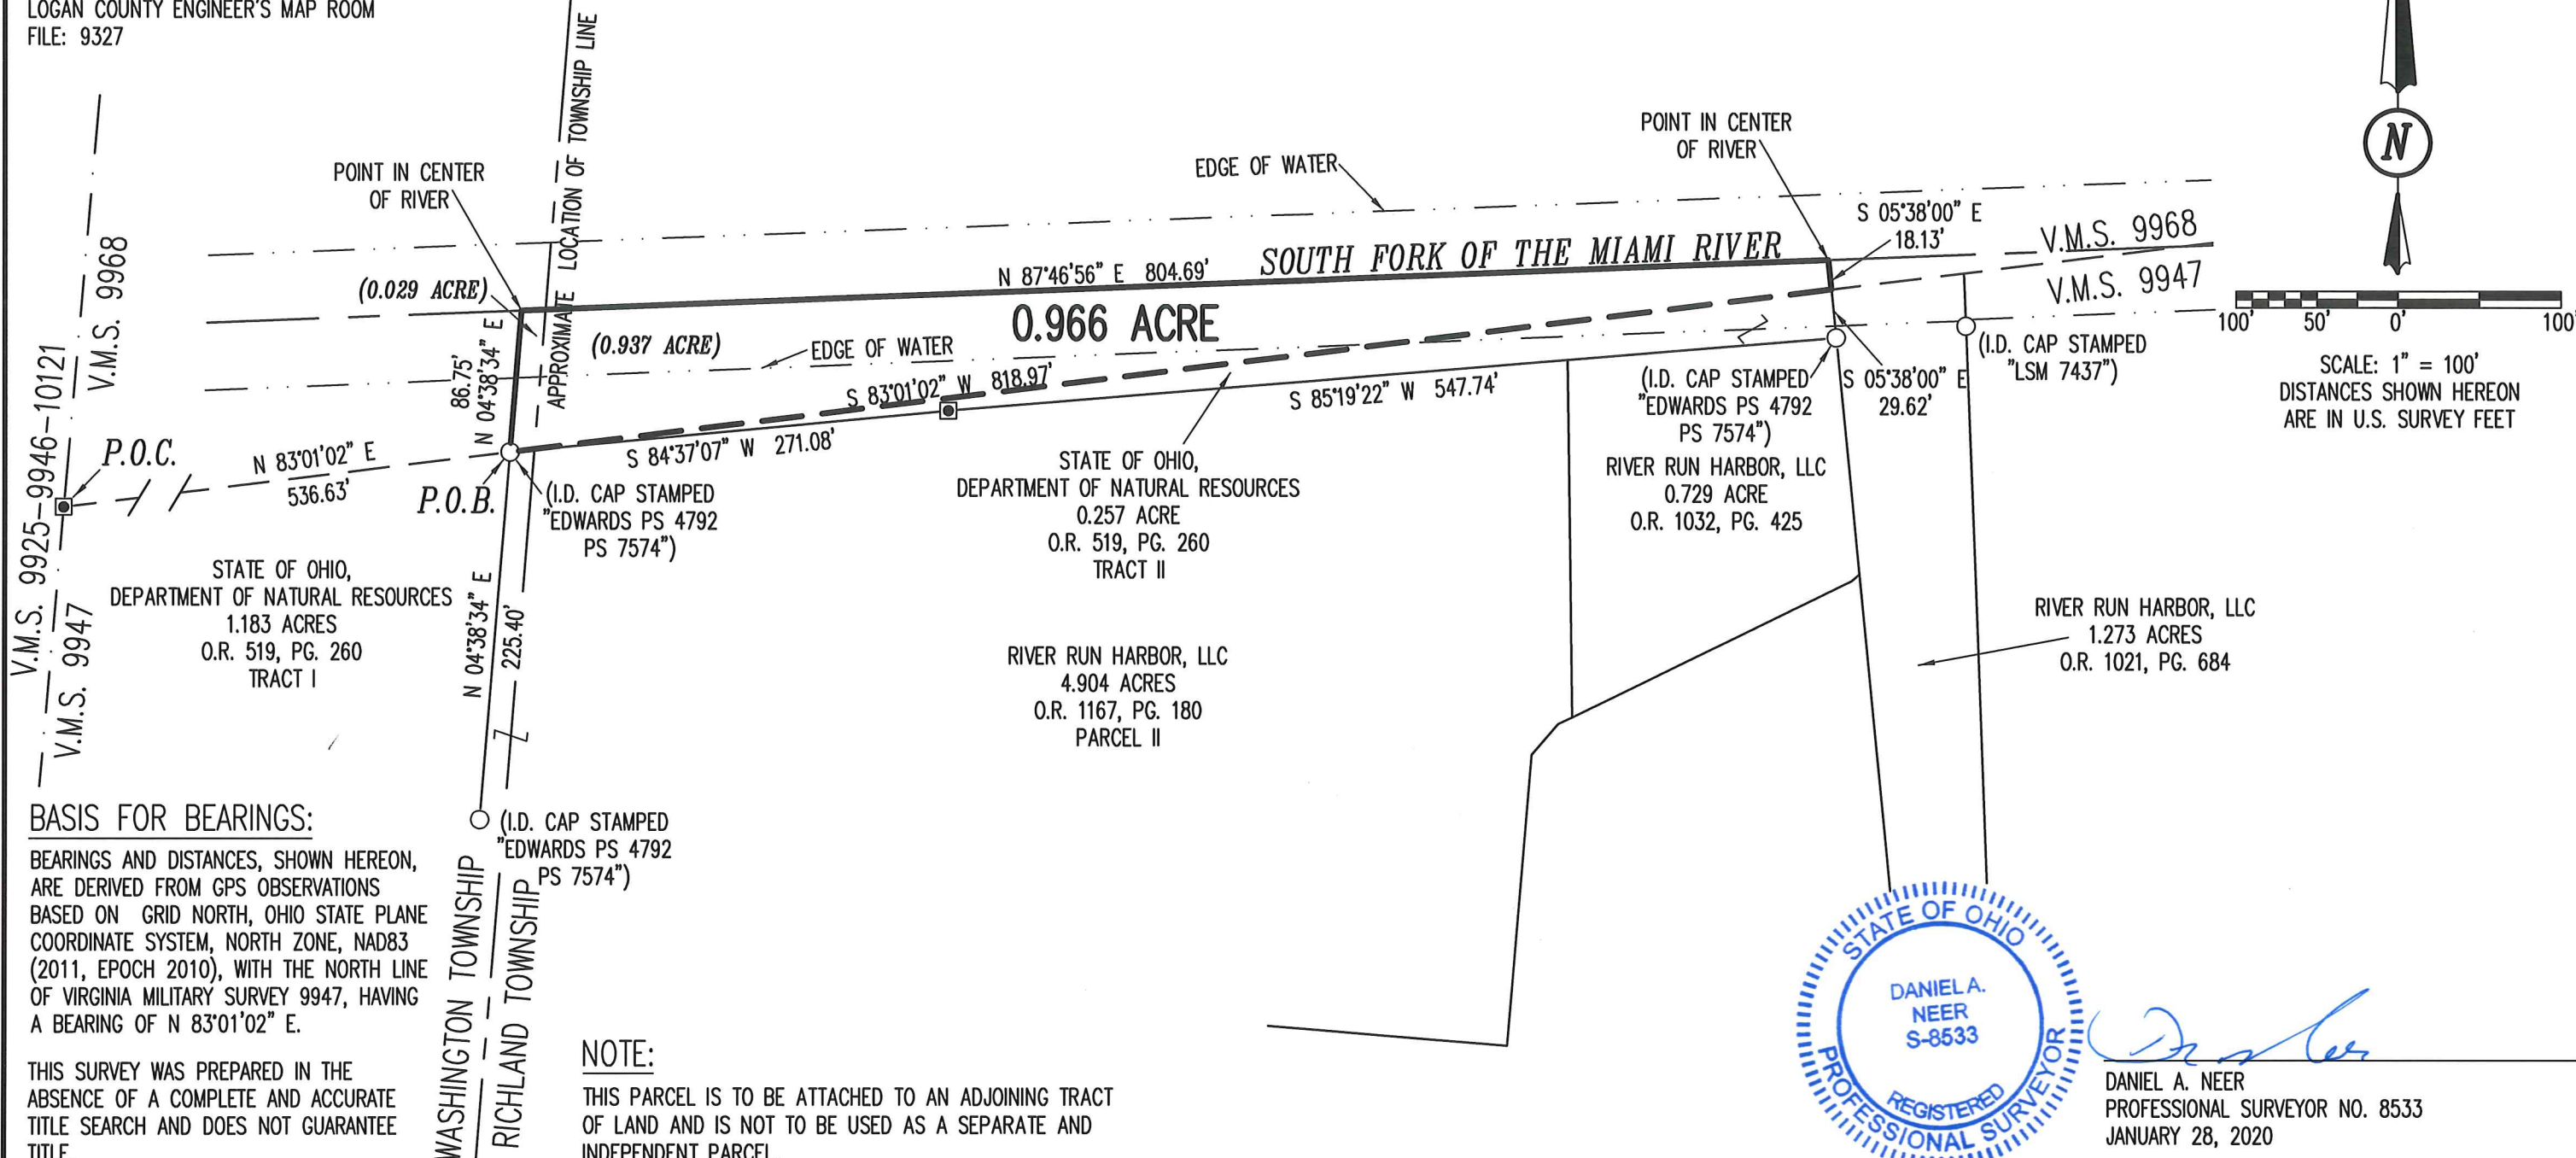 LOGAN COUNTY ENGINEER'S MAP ROOM
FILE: 9327
APPROXIMATE LOCATION OF TOWNSHIP LINE
POINT IN CENTER
OF RIVER
EDGE OF WATER
POINT IN CENTER
OF RIVER
N
S 05°38'00" E
18.13'
V.M.S. 9968
V.M.S. 9947
SOUTH FORK OF THE MIAMI RIVER
N 87°46'56" E 804.69'
(0.029 ACRE)
0.966 ACRE
(0.937 ACRE)
EDGE OF WATER
86.75'
N 04°38'34" E
100' 50' 0' 100'
SCALE: 1" = 100'
DISTANCES SHOWN HEREON
ARE IN U.S. SURVEY FEET
(I.D. CAP STAMPED
"LSM 7437")
V.M.S. 9925-9946-10121
V.M.S. 9968
V.M.S. 9947
P.O.C.
N 83°01'02" E
536.63'
P.O.B.
S 83°01'02" W 818.97'
S 84°37'07" W 271.08'
S 85°19'22" W 547.74'
(I.D. CAP STAMPED
"EDWARDS PS 4792
PS 7574")
S 05°38'00" E
29.62'
(I.D. CAP STAMPED
"EDWARDS PS 4792
PS 7574")
STATE OF OHIO,
DEPARTMENT OF NATURAL RESOURCES
0.257 ACRE
O.R. 519, PG. 260
TRACT II
RIVER RUN HARBOR, LLC
0.729 ACRE
O.R. 1032, PG. 425
STATE OF OHIO,
DEPARTMENT OF NATURAL RESOURCES
1.183 ACRES
O.R. 519, PG. 260
TRACT I
N 04°38'34" E
225.40'
RIVER RUN HARBOR, LLC
4.904 ACRES
O.R. 1167, PG. 180
PARCEL II
RIVER RUN HARBOR, LLC
1.273 ACRES
O.R. 1021, PG. 684
(I.D. CAP STAMPED
"EDWARDS PS 4792
PS 7574")
WASHINGTON TOWNSHIP
RICHLAND TOWNSHIP
BASIS FOR BEARINGS:
BEARINGS AND DISTANCES, SHOWN HEREON,
ARE DERIVED FROM GPS OBSERVATIONS
BASED ON GRID NORTH, OHIO STATE PLANE
COORDINATE SYSTEM, NORTH ZONE, NAD83
(2011, EPOCH 2010), WITH THE NORTH LINE
OF VIRGINIA MILITARY SURVEY 9947, HAVING
A BEARING OF N 83°01'02" E.
THIS SURVEY WAS PREPARED IN THE
ABSENCE OF A COMPLETE AND ACCURATE
TITLE SEARCH AND DOES NOT GUARANTEE
TITLE
NOTE:
THIS PARCEL IS TO BE ATTACHED TO AN ADJOINING TRACT
OF LAND AND IS NOT TO BE USED AS A SEPARATE AND
INDEPENDENT PARCEL.
STATE OF OHIO
DANIEL A.
NEER
S-8533
REGISTERED
PROFESSIONAL SURVEYOR
DANIEL A. NEER
PROFESSIONAL SURVEYOR NO. 8533
JANUARY 28, 2020